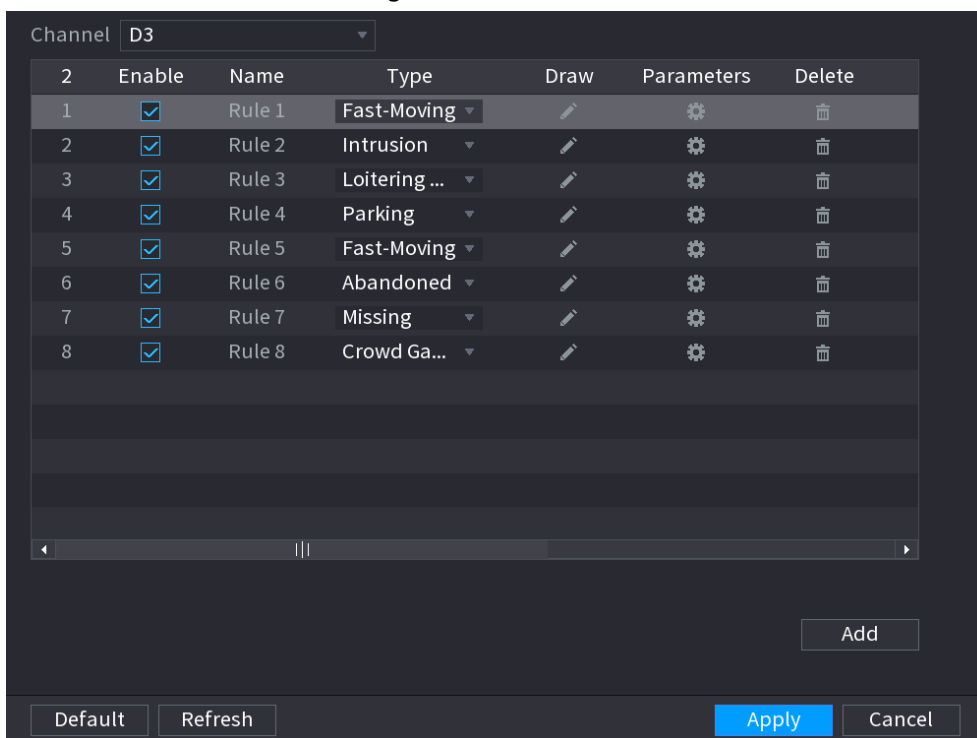 Channel D3
2 Enable Name Type Draw Parameters Delete
1 Rule 1 Fast-Moving
2 Rule 2 Intrusion
3 Rule 3 Loitering ...
4 Rule 4 Parking
5 Rule 5 Fast-Moving
6 Rule 6 Abandoned
7 Rule 7 Missing
8 Rule 8 Crowd Ga...
Add
Default Refresh Apply Cancel